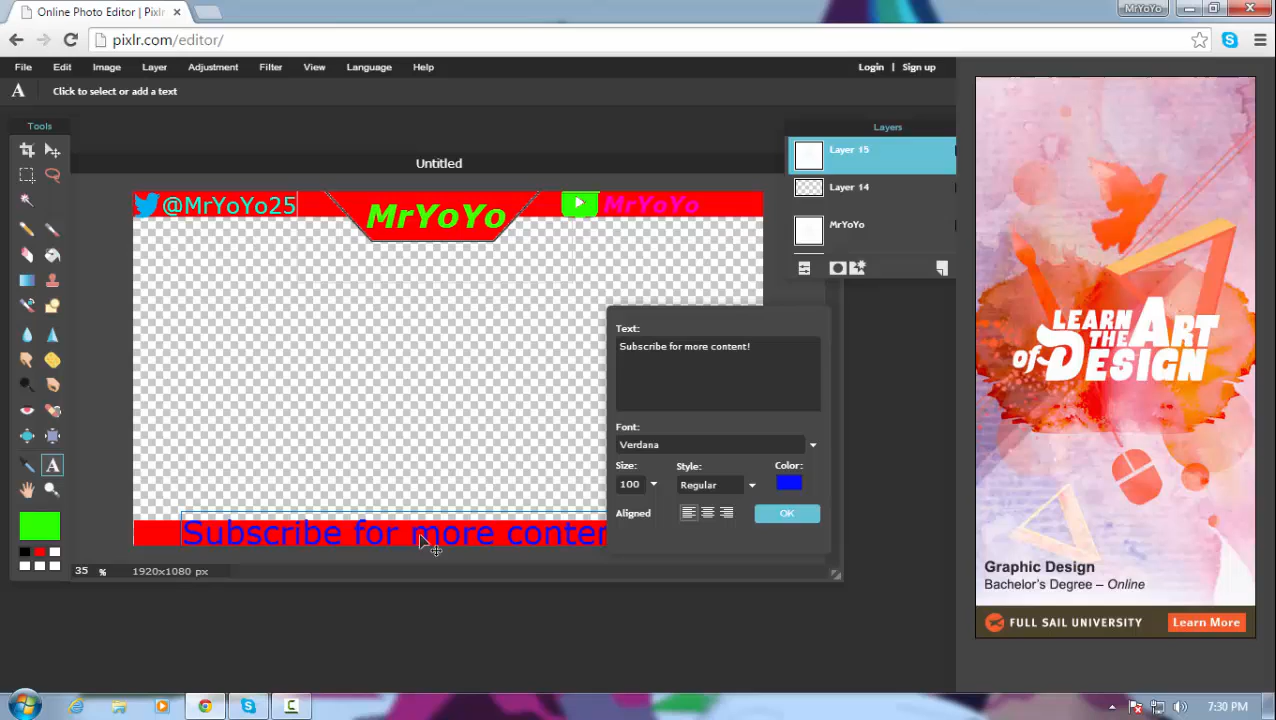 Online Photo Editor | Pixlr
MrYoYo
pixlr.com/editor/
File Edit Image Layer Adjustment Filter View Language Help Login | Sign up
A Click to select or add a text
Tools
Untitled
Layers
Layer 15
Layer 14
MrYoYo
@MrYoYo25
MrYoYo
MrYoYo
Text:
Subscribe for more content!
Font:
Verdana
Size: Style: Color:
100 Regular
Aligned OK
Subscribe for more conten
A
35 % 1920x1080 px
LEARN THE ART
of DESIGN
Graphic Design
Bachelor's Degree – Online
FULL SAIL UNIVERSITY Learn More
7:30 PM